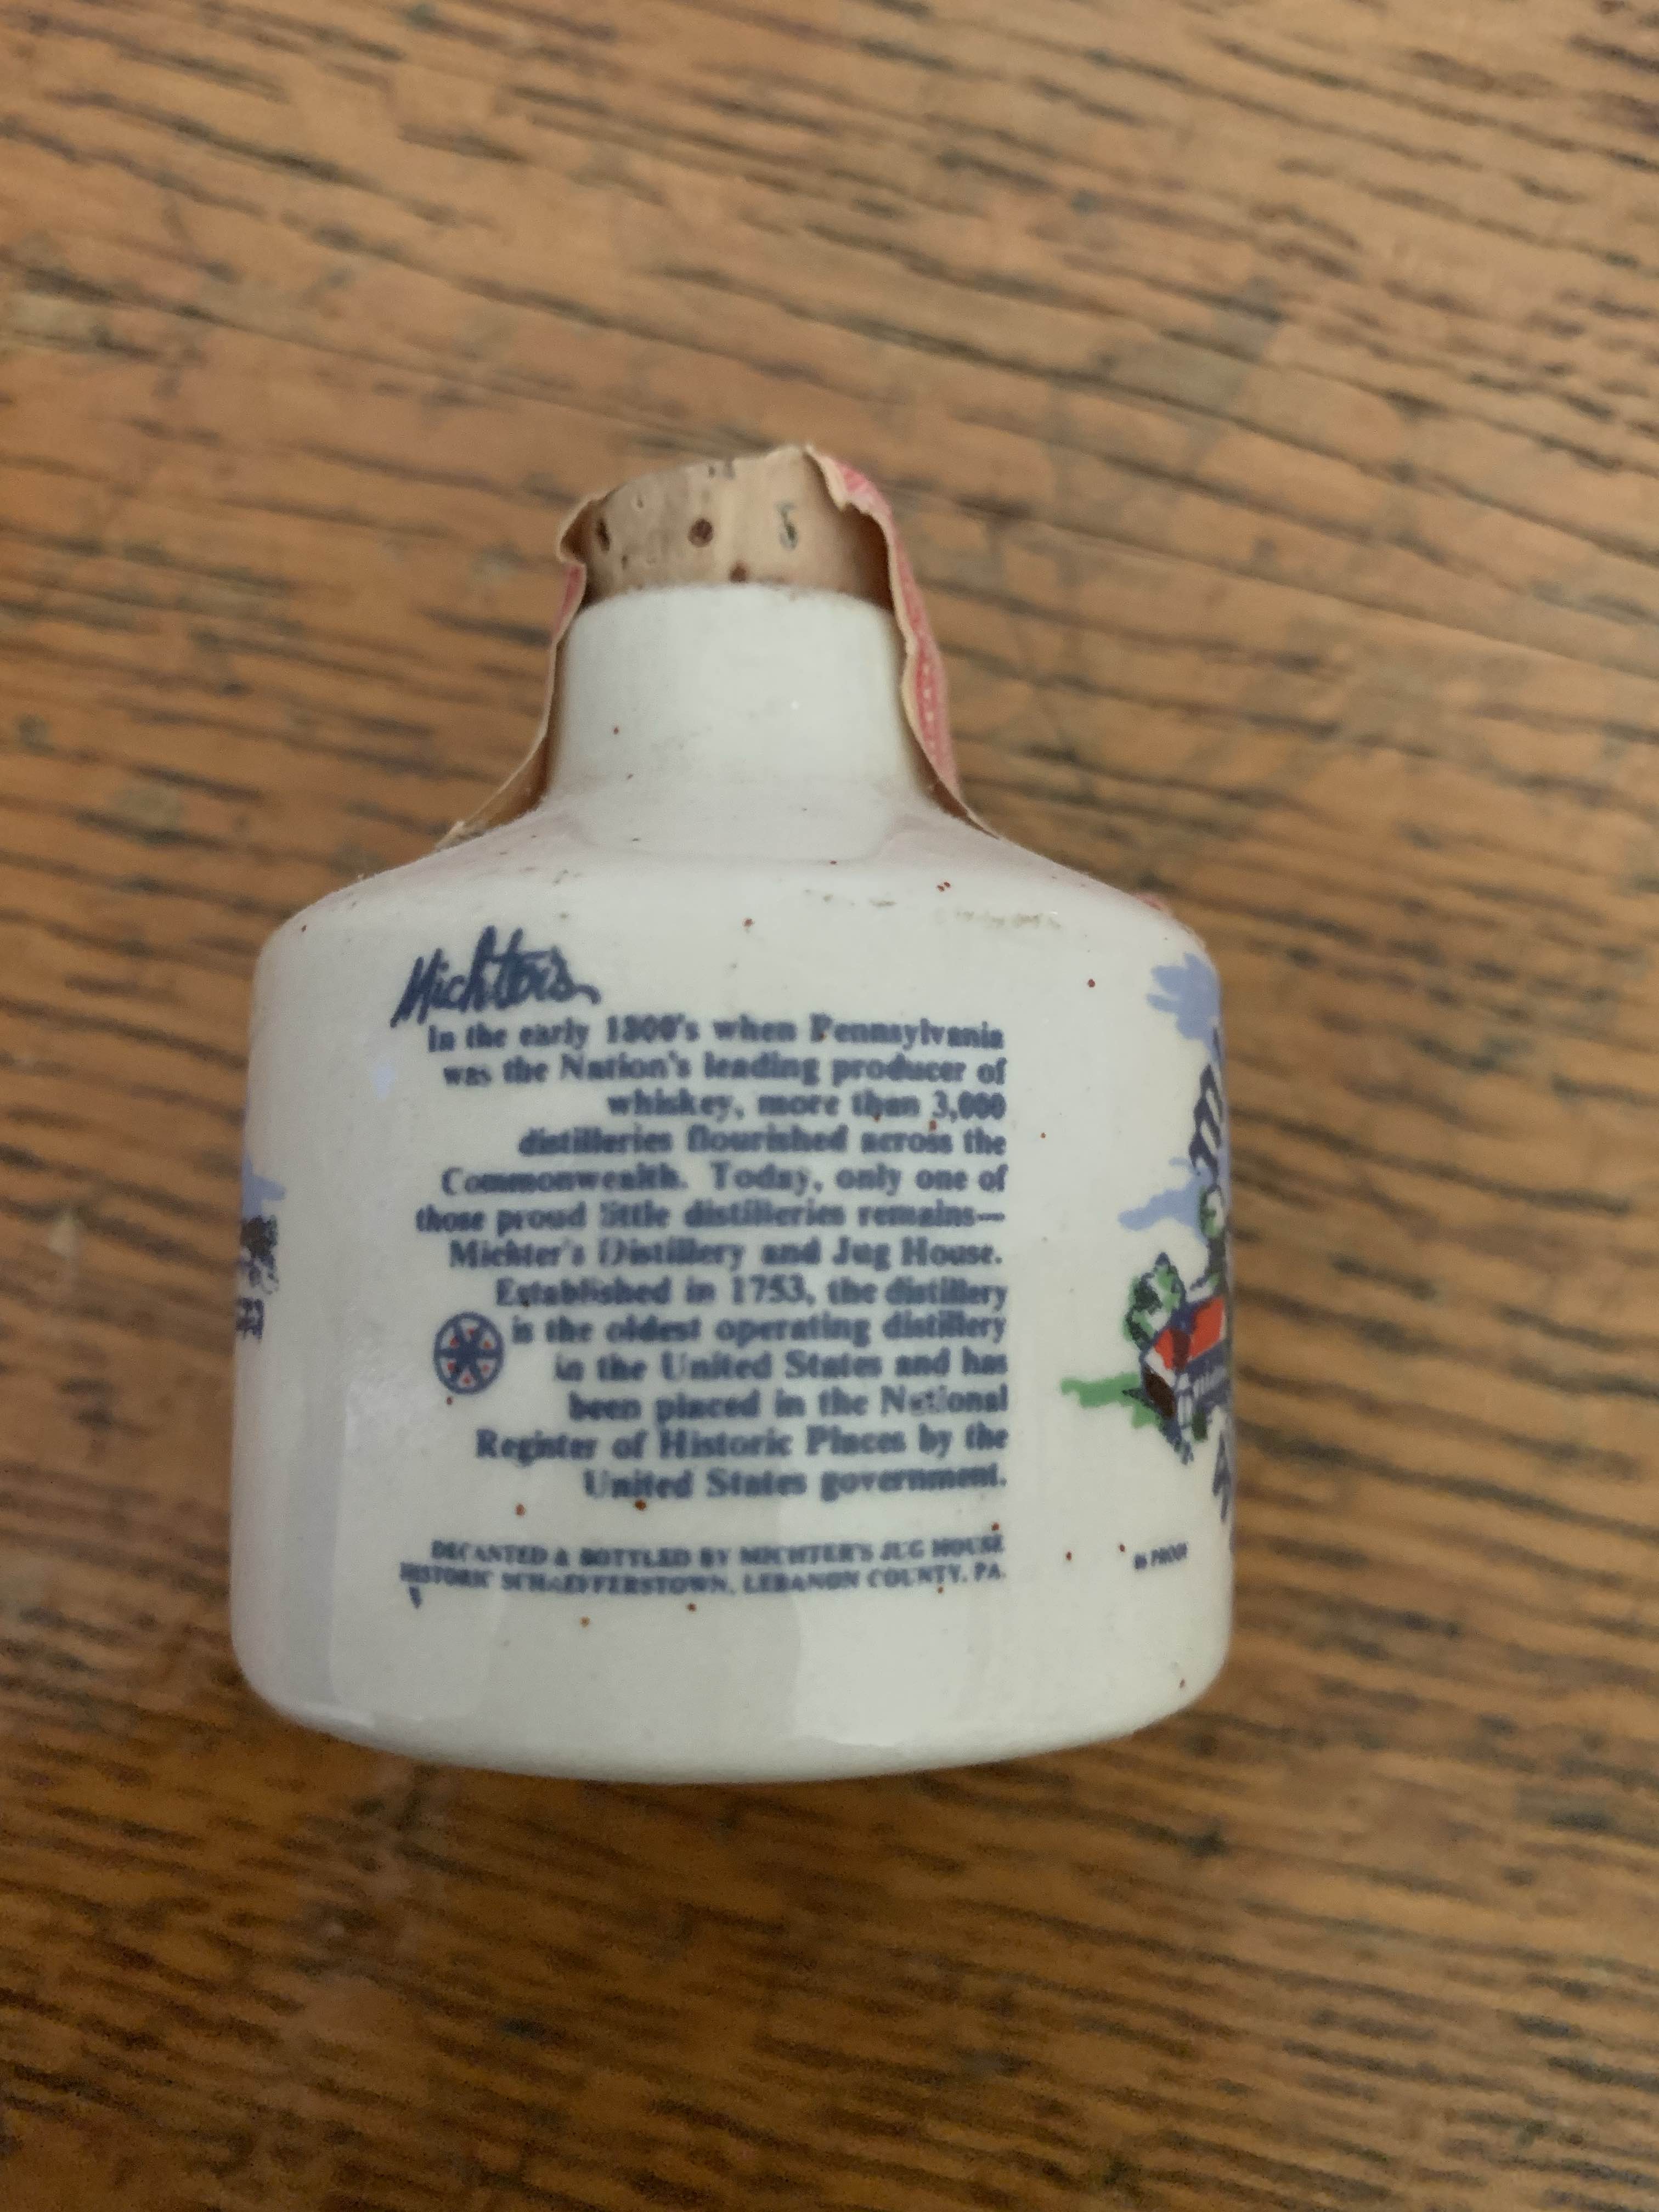 Michter's
In the early 1800's when Pennsylvania
was the Nation's leading producer of
whiskey, more than 3,000
distilleries flourished across the
Commonwealth. Today, only one of
those proud little distilleries remains—
Michter's Distillery and Jug House.
Established in 1753, the distillery
is the oldest operating distillery
in the United States and has
been placed in the National
Register of Historic Places by the
United States government.
DECANTED & BOTTLED BY MICHTER'S JUG HOUSE
HISTORIC SCHAEFFERSTOWN, LEBANON COUNTY, PA.
86 PROOF